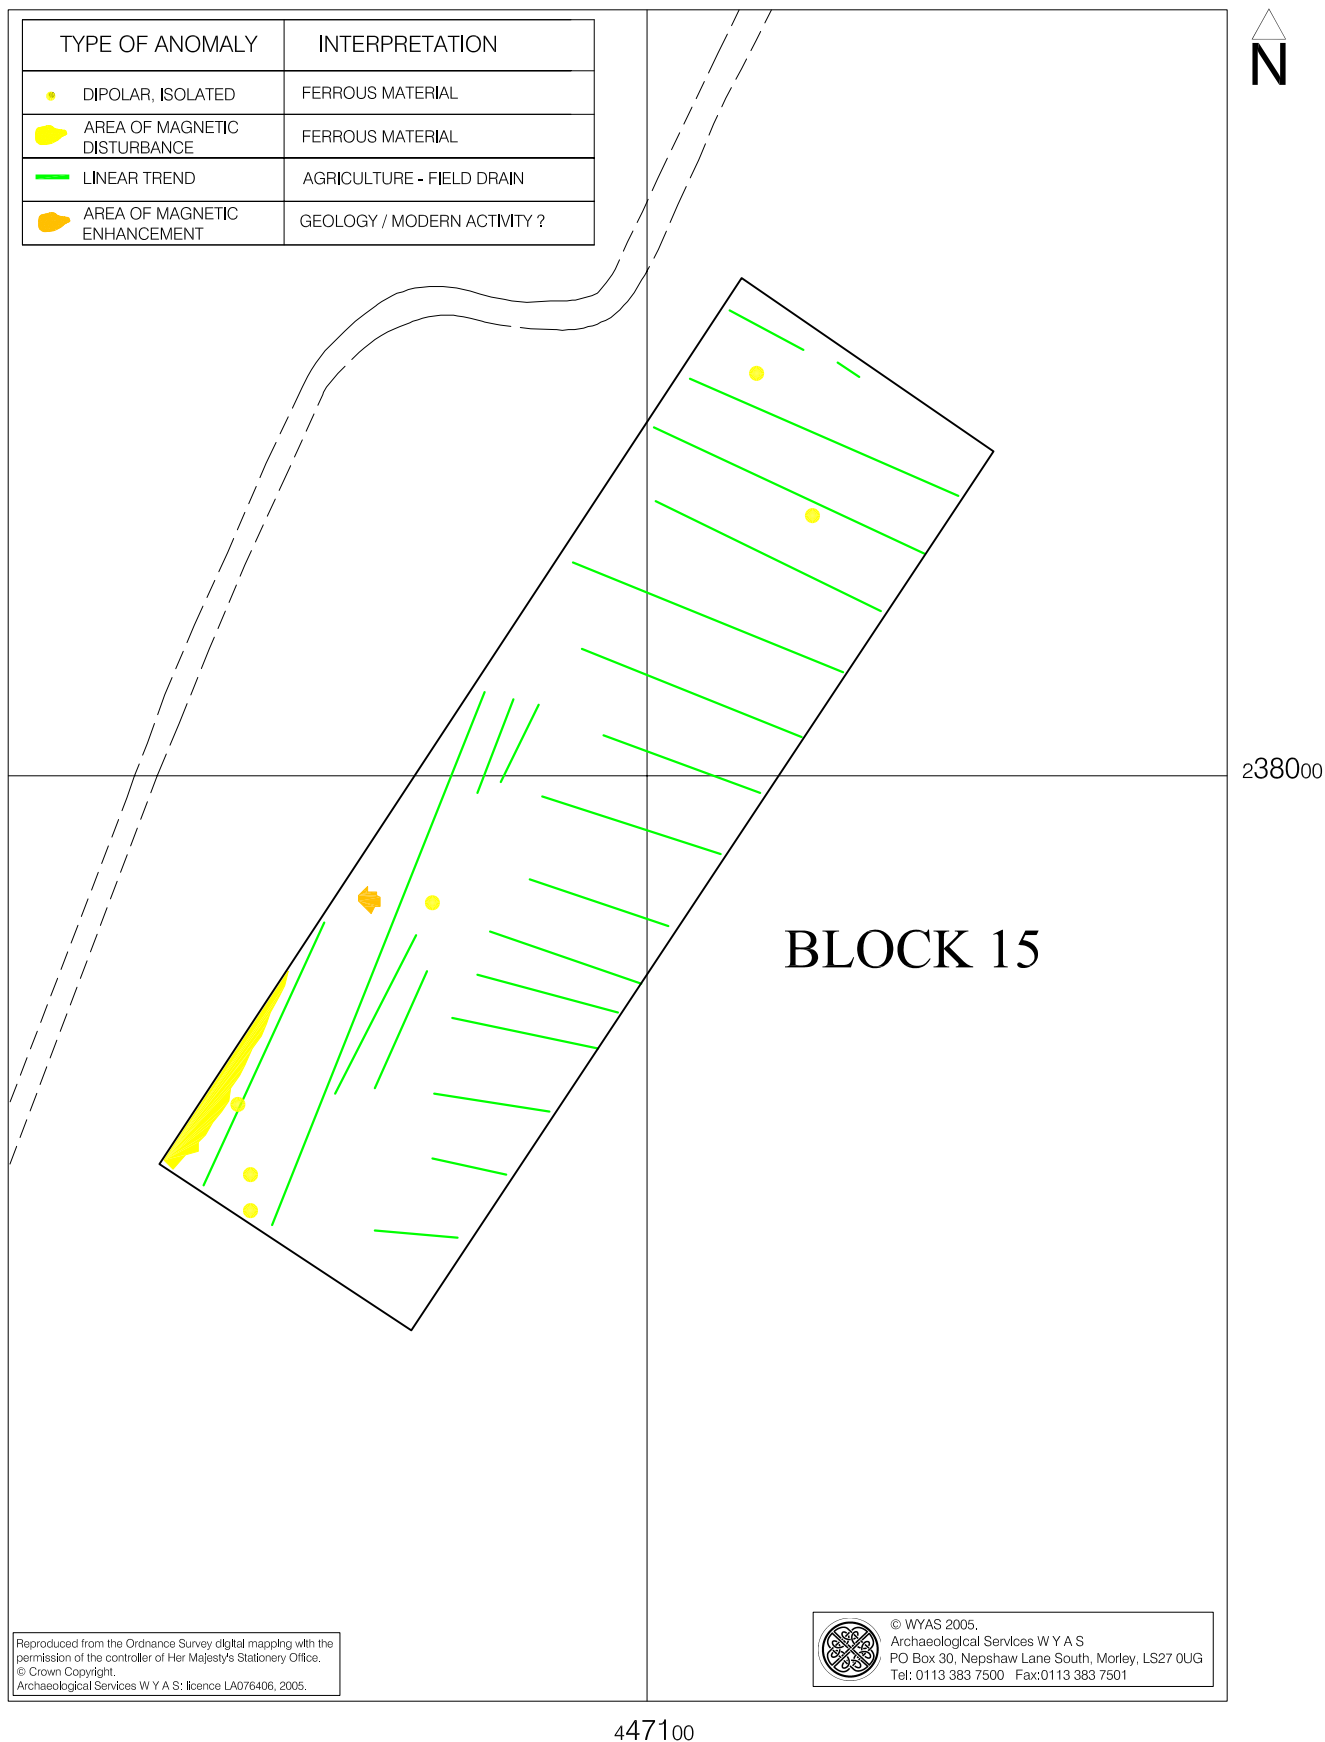 TYPE OF ANOMALY INTERPRETATION
DIPOLAR, ISOLATED FERROUS MATERIAL
AREA OF MAGNETIC
DISTURBANCE
FERROUS MATERIAL
LINEAR TREND AGRICULTURE - FIELD DRAIN
AREA OF MAGNETIC
ENHANCEMENT
GEOLOGY / MODERN ACTIVITY ?
N
238000
BLOCK 15
Reproduced from the Ordnance Survey digital mapping with the
permission of the controller of Her Majesty's Stationery Office.
© Crown Copyright.
Archaeological Services W Y A S: licence LA076406, 2005.
© WYAS 2005.
Archaeological Services W Y A S
PO Box 30, Nepshaw Lane South, Morley, LS27 0UG
Tel: 0113 383 7500 Fax:0113 383 7501
447100